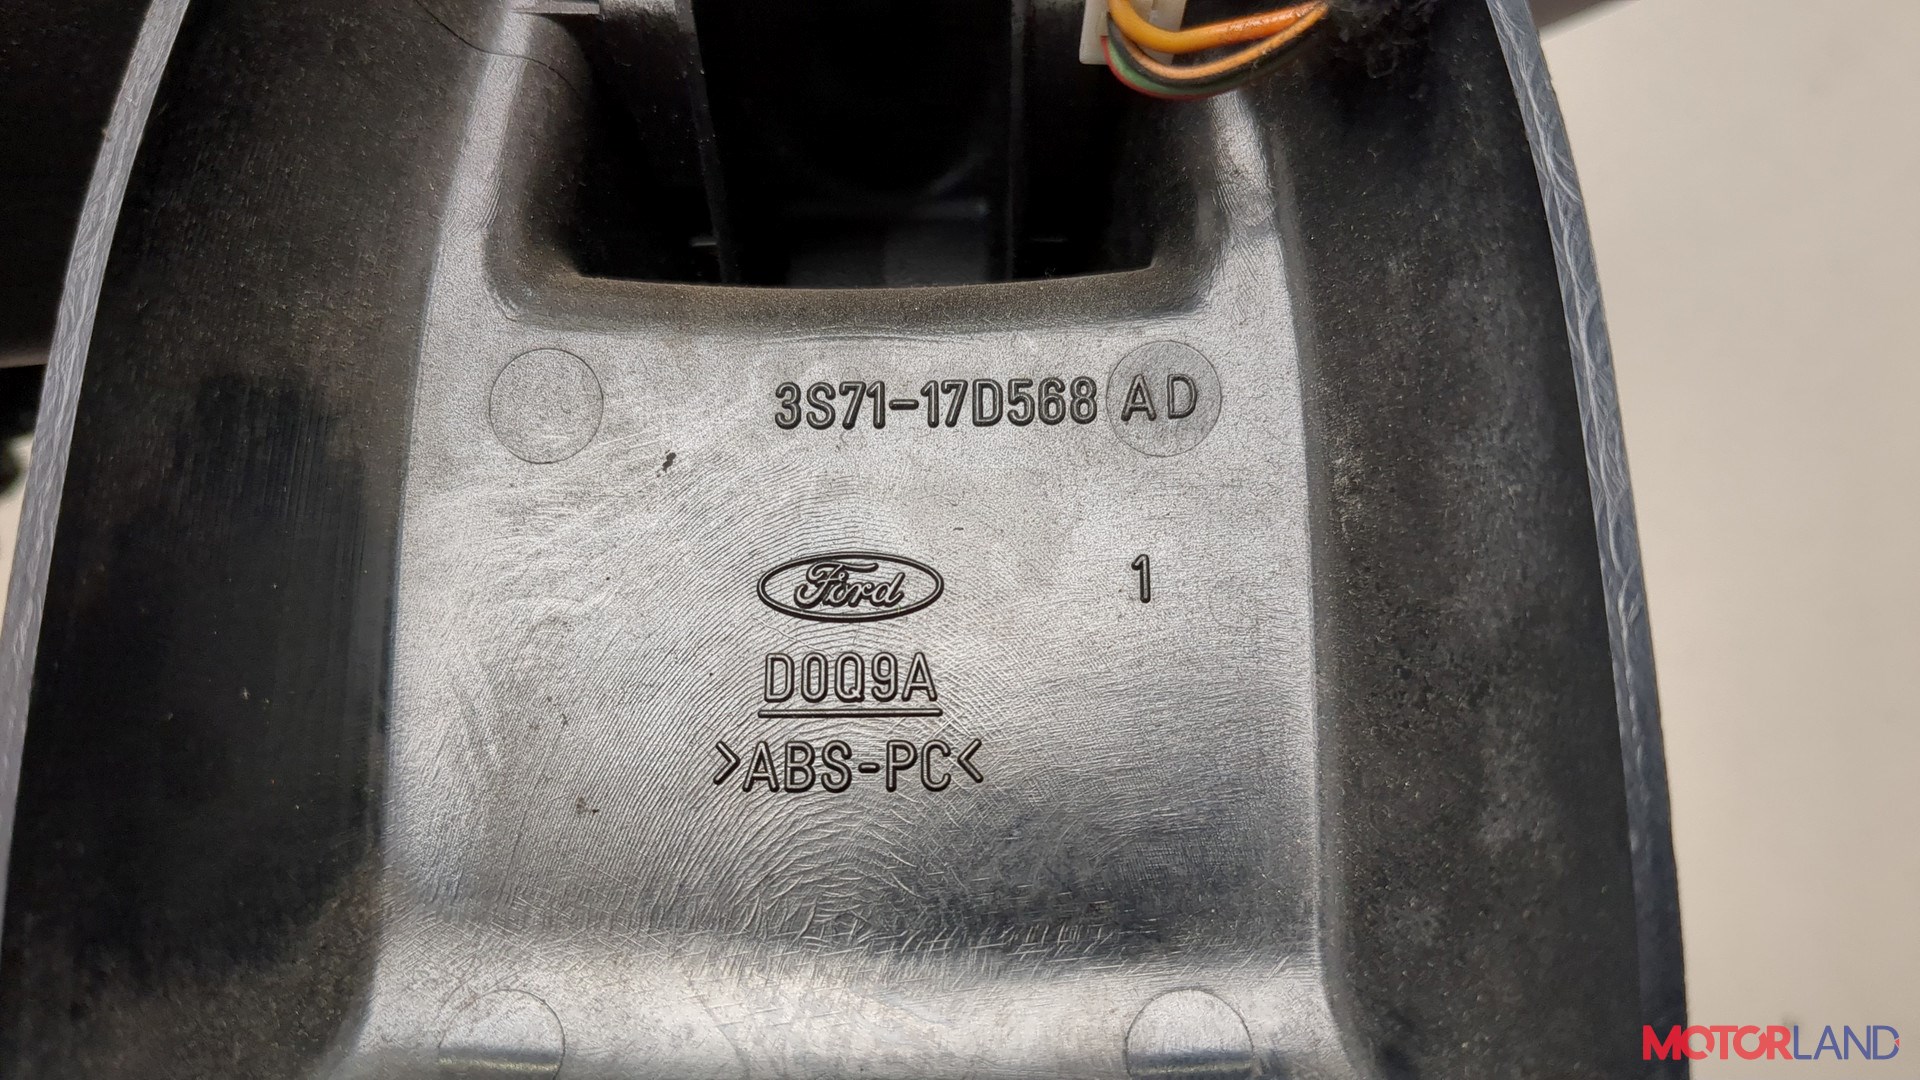 3S71-17D568 AD
Ford
1
D0Q9A
>ABS-PC<
MOTORLAND